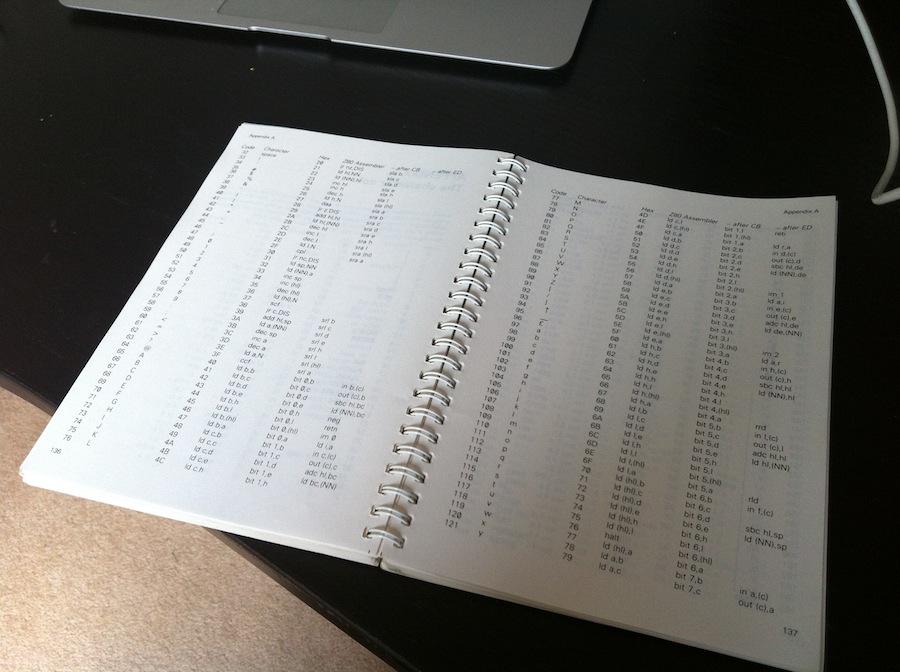 Appendix A
Code Character Hex Z80 Assembler – after CB – after ED
32 space 20 jr nz,DIS sla b
33 ! 21 ld hl,NN sla c
34 " 22 ld (NN),hl sla d
35 # 23 inc hl sla e
36 $ 24 inc h sla h
37 % 25 dec h sla l
38 & 26 ld h,N sla (hl)
39 ' 27 daa sla a
40 ( 28 jr z,DIS sra b
41 ) 29 add hl,hl sra c
42 * 2A ld hl,(NN) sra d
43 + 2B dec hl sra e
44 , 2C inc l sra h
45 - 2D dec l sra l
46 . 2E ld l,N sra (hl)
47 / 2F cpl sra a
48 0 30 jr nc,DIS
49 1 31 ld sp,NN
50 2 32 ld (NN),a
51 3 33 inc sp
52 4 34 inc (hl)
53 5 35 dec (hl)
54 6 36 ld (hl),N
55 7 37 scf
56 8 38 jr c,DIS srl b
57 9 39 add hl,sp srl c
58 : 3A ld a,(NN) srl d
59 ; 3B dec sp srl e
60 < 3C inc a srl h
61 = 3D dec a srl l
62 > 3E ld a,N srl (hl)
63 ? 3F ccf srl a
64 @ 40 ld b,b bit 0,b in b,(c)
65 A 41 ld b,c bit 0,c out (c),b
66 B 42 ld b,d bit 0,d sbc hl,bc
67 C 43 ld b,e bit 0,e ld (NN),bc
68 D 44 ld b,h bit 0,h neg
69 E 45 ld b,l bit 0,l retn
70 F 46 ld b,(hl) bit 0,(hl) im 0
71 G 47 ld b,a bit 0,a ld i,a
72 H 48 ld c,b bit 1,b in c,(c)
73 I 49 ld c,c bit 1,c out (c),c
74 J 4A ld c,d bit 1,d adc hl,bc
75 K 4B ld c,e bit 1,e ld bc,(NN)
76 L 4C ld c,h bit 1,h
136
Appendix A
Code Character Hex Z80 Assembler – after CB – after ED
77 M 4D ld c,l bit 1,l reti
78 N 4E ld c,(hl) bit 1,(hl)
79 O 4F ld c,a bit 1,a ld r,a
80 P 50 ld d,b bit 2,b in d,(c)
81 Q 51 ld d,c bit 2,c out (c),d
82 R 52 ld d,d bit 2,d sbc hl,de
83 S 53 ld d,e bit 2,e ld (NN),de
84 T 54 ld d,h bit 2,h
85 U 55 ld d,l bit 2,l
86 V 56 ld d,(hl) bit 2,(hl) im 1
87 W 57 ld d,a bit 2,a ld a,i
88 X 58 ld e,b bit 3,b in e,(c)
89 Y 59 ld e,c bit 3,c out (c),e
90 Z 5A ld e,d bit 3,d adc hl,de
91 [ 5B ld e,e bit 3,e ld de,(NN)
92 / 5C ld e,h bit 3,h
93 ] 5D ld e,l bit 3,l
94 ↑ 5E ld e,(hl) bit 3,(hl) im 2
95 _ 5F ld e,a bit 3,a ld a,r
96 £ 60 ld h,b bit 4,b in h,(c)
97 a 61 ld h,c bit 4,c out (c),h
98 b 62 ld h,d bit 4,d sbc hl,hl
99 c 63 ld h,e bit 4,e ld (NN),hl
100 d 64 ld h,h bit 4,h
101 e 65 ld h,l bit 4,l
102 f 66 ld h,(hl) bit 4,(hl)
103 g 67 ld h,a bit 4,a rrd
104 h 68 ld l,b bit 5,b in l,(c)
105 i 69 ld l,c bit 5,c out (c),l
106 j 6A ld l,d bit 5,d adc hl,hl
107 k 6B ld l,e bit 5,e ld hl,(NN)
108 l 6C ld l,h bit 5,h
109 m 6D ld l,l bit 5,l
110 n 6E ld l,(hl) bit 5,(hl)
111 o 6F ld l,a bit 5,a rld
112 p 70 ld (hl),b bit 6,b in f,(c)
113 q 71 ld (hl),c bit 6,c
114 r 72 ld (hl),d bit 6,d sbc hl,sp
115 s 73 ld (hl),e bit 6,e ld (NN),sp
116 t 74 ld (hl),h bit 6,h
117 u 75 ld (hl),l bit 6,l
118 v 76 halt bit 6,(hl)
119 w 77 ld (hl),a bit 6,a
120 x 78 ld a,b bit 7,b in a,(c)
121 y 79 ld a,c bit 7,c out (c),a
137